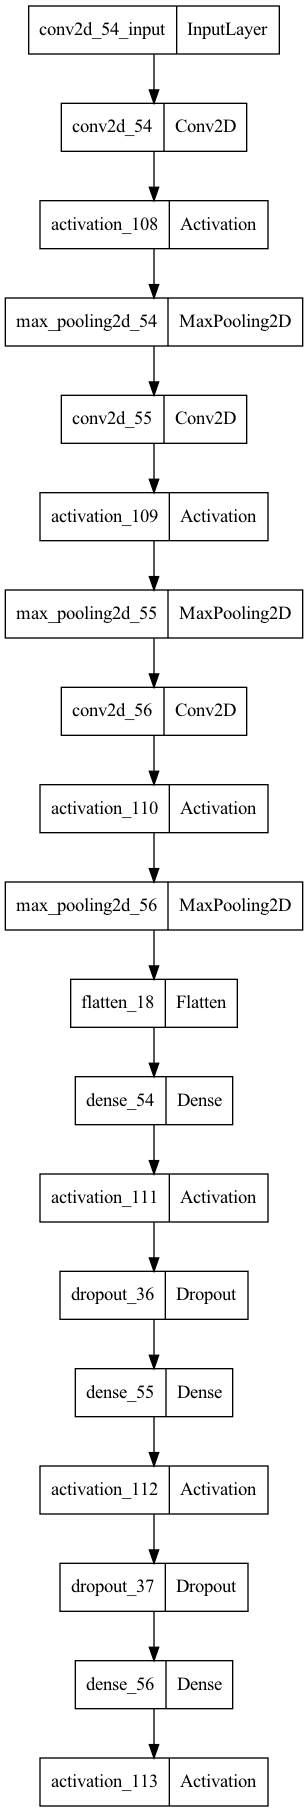 conv2d_54_input InputLayer
conv2d_54 Conv2D
activation_108 Activation
max_pooling2d_54 MaxPooling2D
conv2d_55 Conv2D
activation_109 Activation
max_pooling2d_55 MaxPooling2D
conv2d_56 Conv2D
activation_110 Activation
max_pooling2d_56 MaxPooling2D
flatten_18 Flatten
dense_54 Dense
activation_111 Activation
dropout_36 Dropout
dense_55 Dense
activation_112 Activation
dropout_37 Dropout
dense_56 Dense
activation_113 Activation